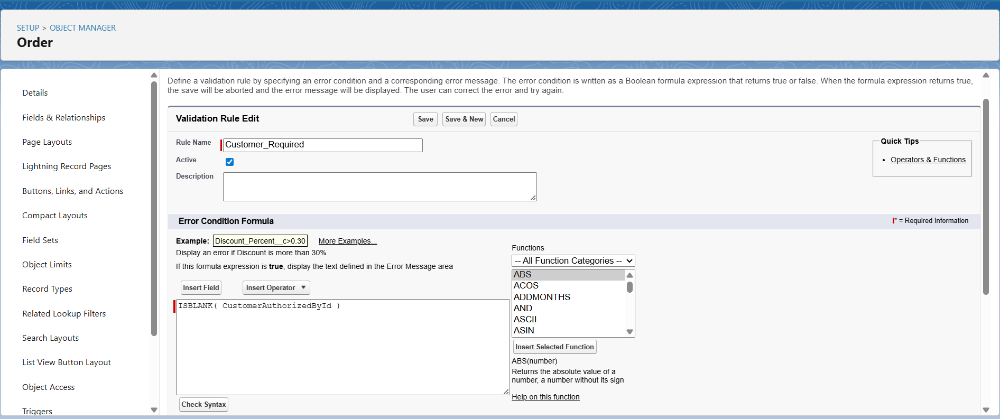 SETUP > OBJECT MANAGER
Order
Details
Fields & Relationships
Page Layouts
Lightning Record Pages
Buttons, Links, and Actions
Compact Layouts
Field Sets
Object Limits
Record Types
Related Lookup Filters
Search Layouts
List View Button Layout
Object Access
Triggers
Define a validation rule by specifying an error condition and a corresponding error message. The error condition is written as a Boolean formula expression that returns true or false. When the formula expression returns true,
the save will be aborted and the error message will be displayed. The user can correct the error and try again.
Validation Rule Edit
Save
Save & New
Cancel
Rule Name
Customer_Required
Active
Description
Quick Tips
• Operators & Functions
Error Condition Formula
* = Required Information
Example: Discount_Percent__c>0.30 More Examples...
Display an error if Discount is more than 30%
If this formula expression is true, display the text defined in the Error Message area
Insert Field
Insert Operator
ISBLANK( CustomerAuthorizedById )
Check Syntax
Functions
-- All Function Categories --
ABS
ACOS
ADDMONTHS
AND
ASCII
ASIN
Insert Selected Function
ABS(number)
Returns the absolute value of a
number, a number without its sign
Help on this function